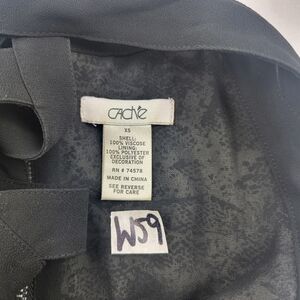 CACHÉ
XS
SHELL:
100% VISCOSE
LINING:
100% POLYESTER
EXCLUSIVE OF
DECORATION
RN # 74578
MADE IN CHINA
SEE REVERSE
FOR CARE
W59